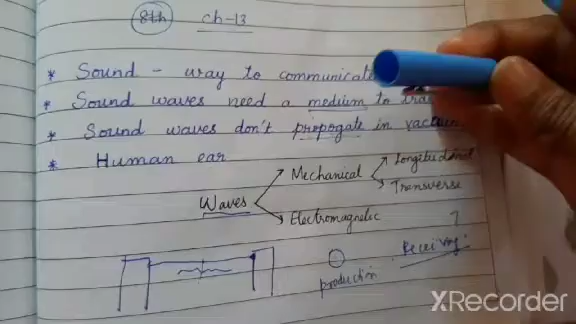 8th ch-13
* Sound - way to communicate
* Sound waves need a medium to
* Sound waves don't propogate in vacuum
* Human ear
Waves
Mechanical
Longitudinal
Transverse
Electromagnetic
production
Receiving
XRecorder